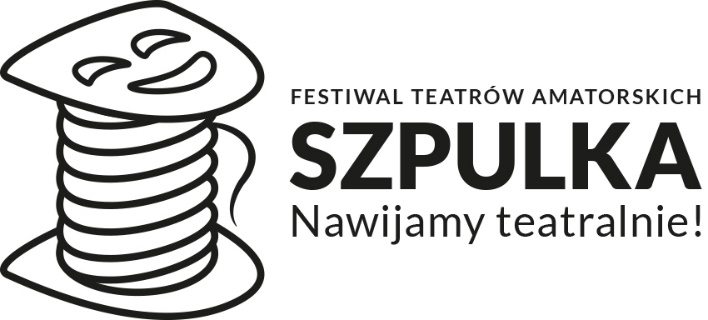 FESTIWAL TEATRÓW AMATORSKICH
SZPULKA
Nawijamy teatralnie!